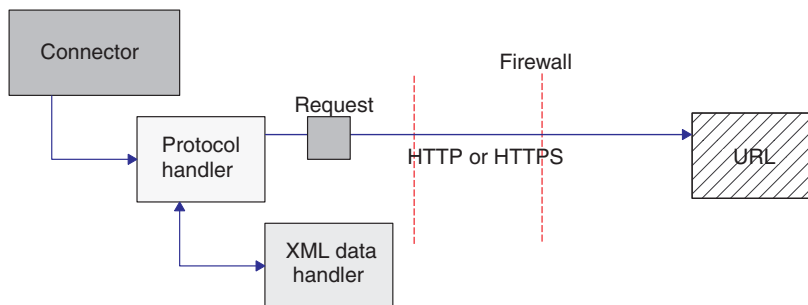 Connector
Firewall
Request
Protocol
handler
HTTP or HTTPS
URL
XML data
handler